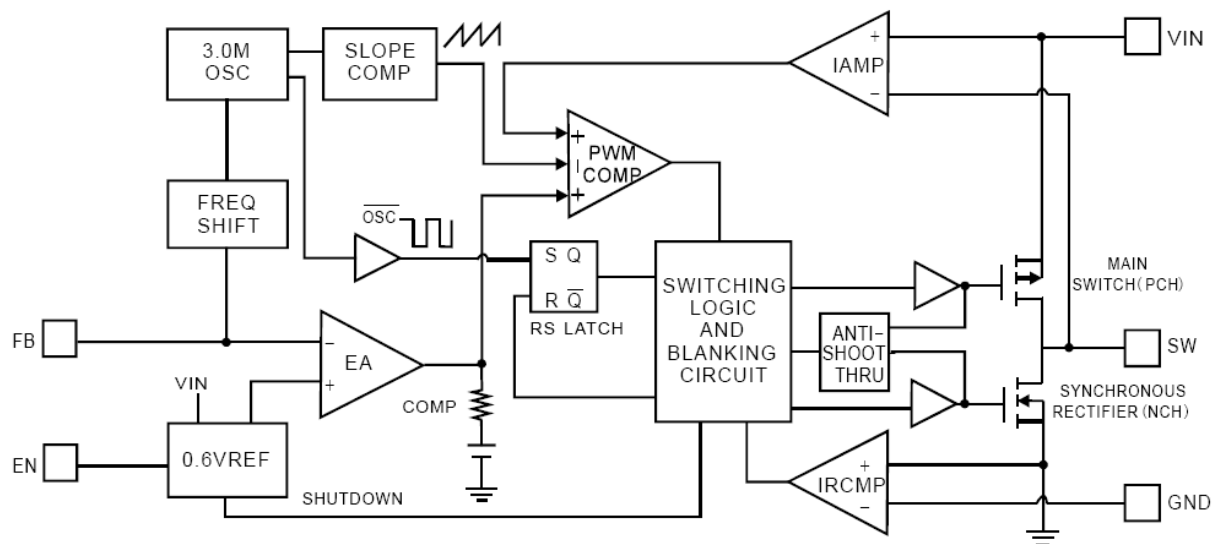 3.0M
OSC
SLOPE
COMP
IAMP
+
−
VIN
FREQ
SHIFT
+
−
+
PWM
COMP
OSC
S Q
R Q
RS LATCH
SWITCHING
LOGIC
AND
BLANKING
CIRCUIT
MAIN
SWITCH(PCH)
ANTI-
SHOOT
THRU
FB
−
+
EA
SW
SYNCHRONOUS
RECTIFIER(NCH)
VIN
COMP
EN
0.6VREF
SHUTDOWN
IRCMP
+
−
GND